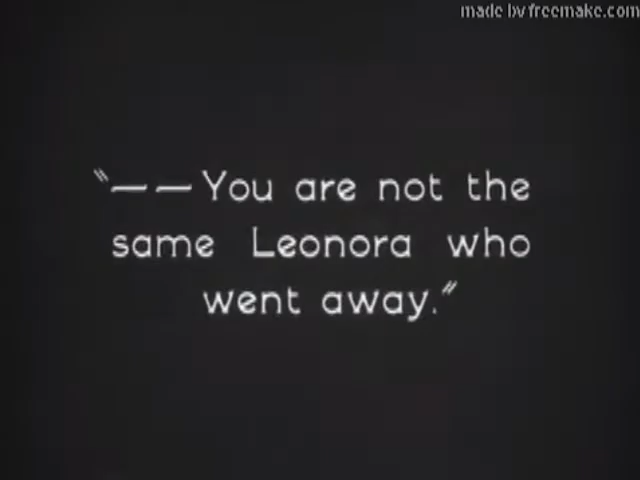 made by freemake.com
"——You are not the
same Leonora who
went away."